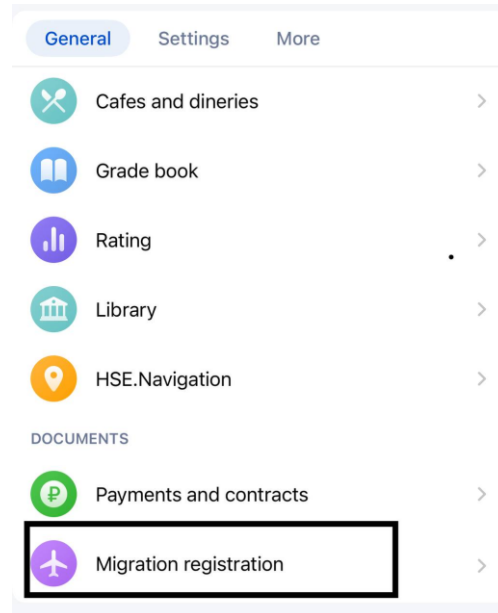 General Settings More
Cafes and dineries
Grade book
Rating
Library
HSE.Navigation
DOCUMENTS
Payments and contracts
Migration registration